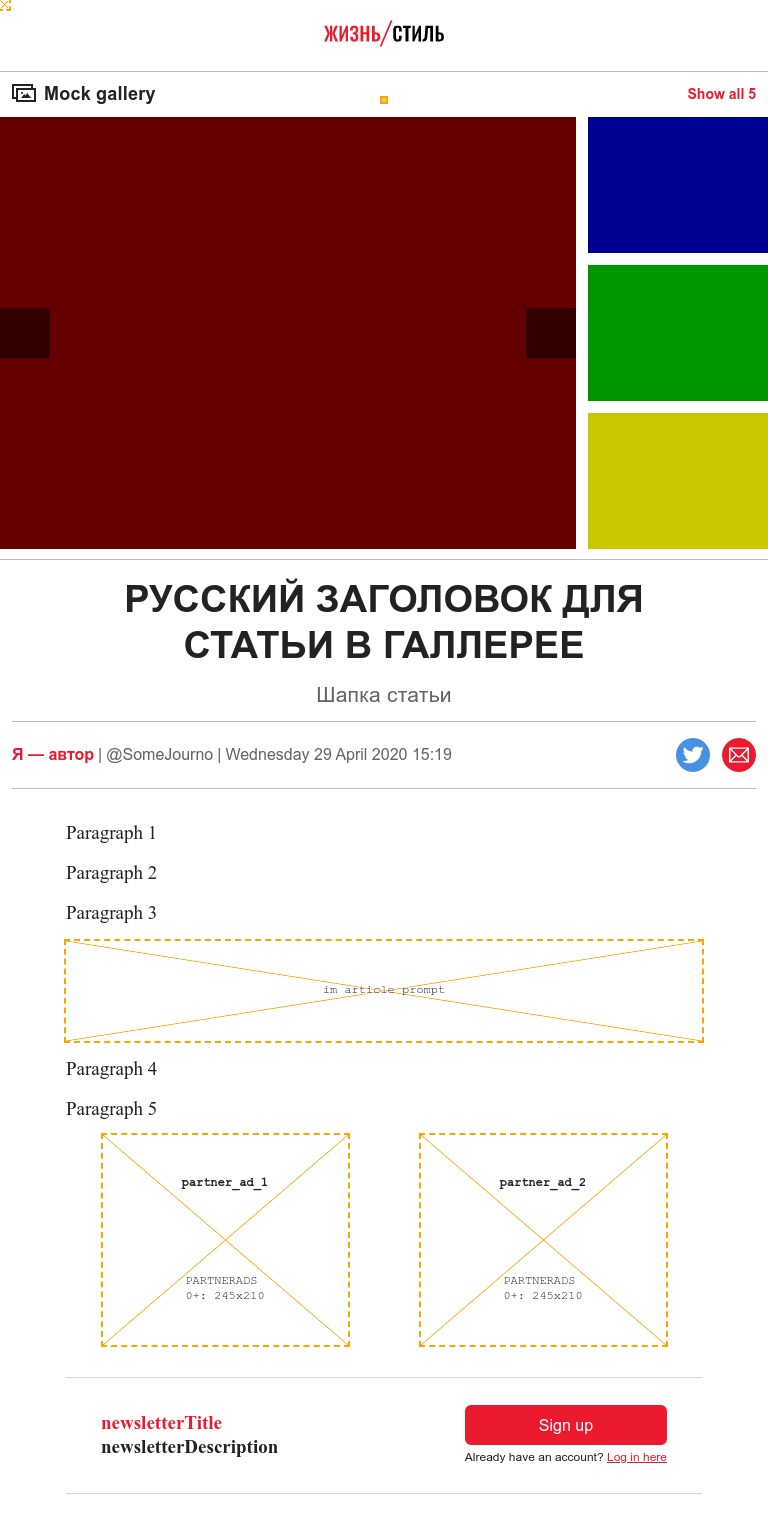 ЖИЗНЬ/СТИЛЬ
Mock gallery
Show all 5
РУССКИЙ ЗАГОЛОВОК ДЛЯ
СТАТЬИ В ГАЛЛЕРЕЕ
Шапка статьи
Я — автор | @SomeJourno | Wednesday 29 April 2020 15:19
Paragraph 1
Paragraph 2
Paragraph 3
im article prompt
Paragraph 4
Paragraph 5
partner_ad_1
PARTNERADS
0+: 245x210
partner_ad_2
PARTNERADS
0+: 245x210
newsletterTitle
newsletterDescription
Sign up
Already have an account? Log in here